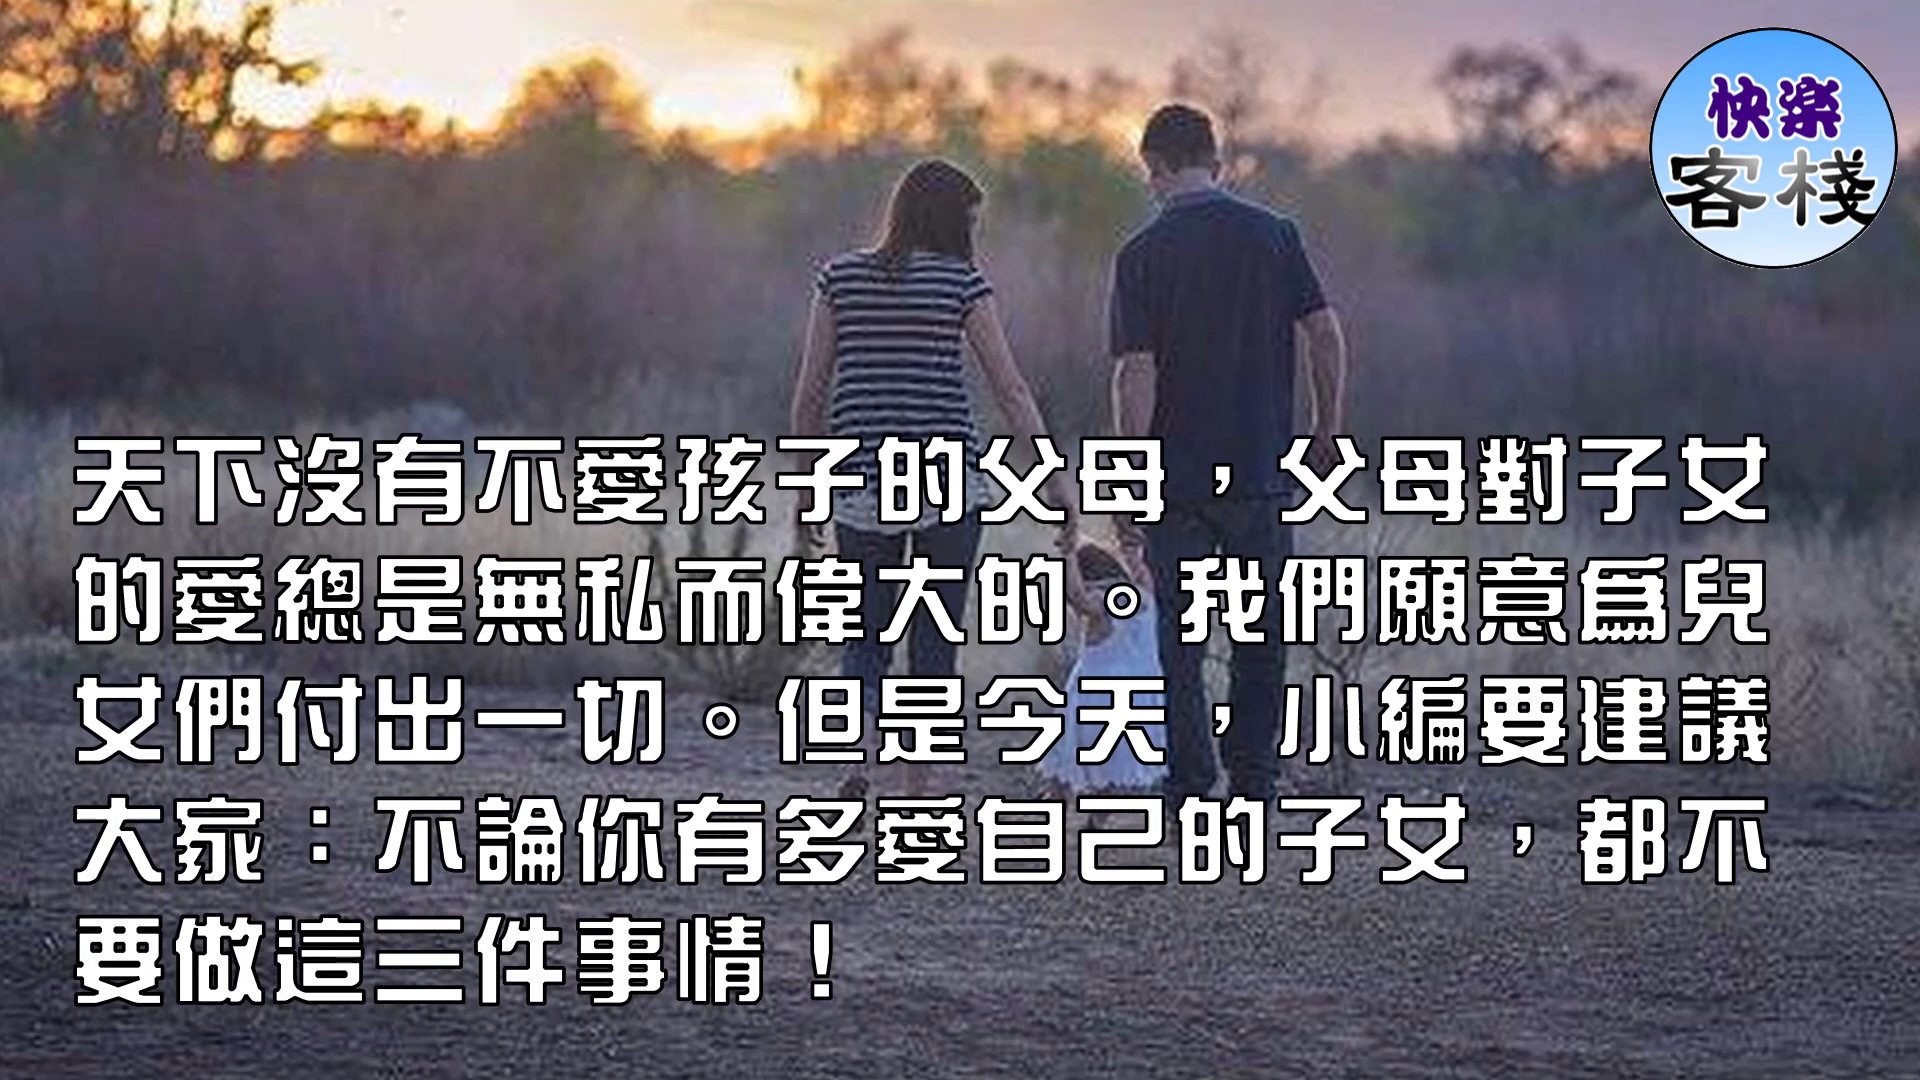 快樂
客棧
天下沒有不愛孩子的父母，父母對子女
的愛總是無私而偉大的。我們願意為兒
女們付出一切。但是今天，小編要建議
大家：不論你有多愛自己的子女，都不
要做這三件事情！